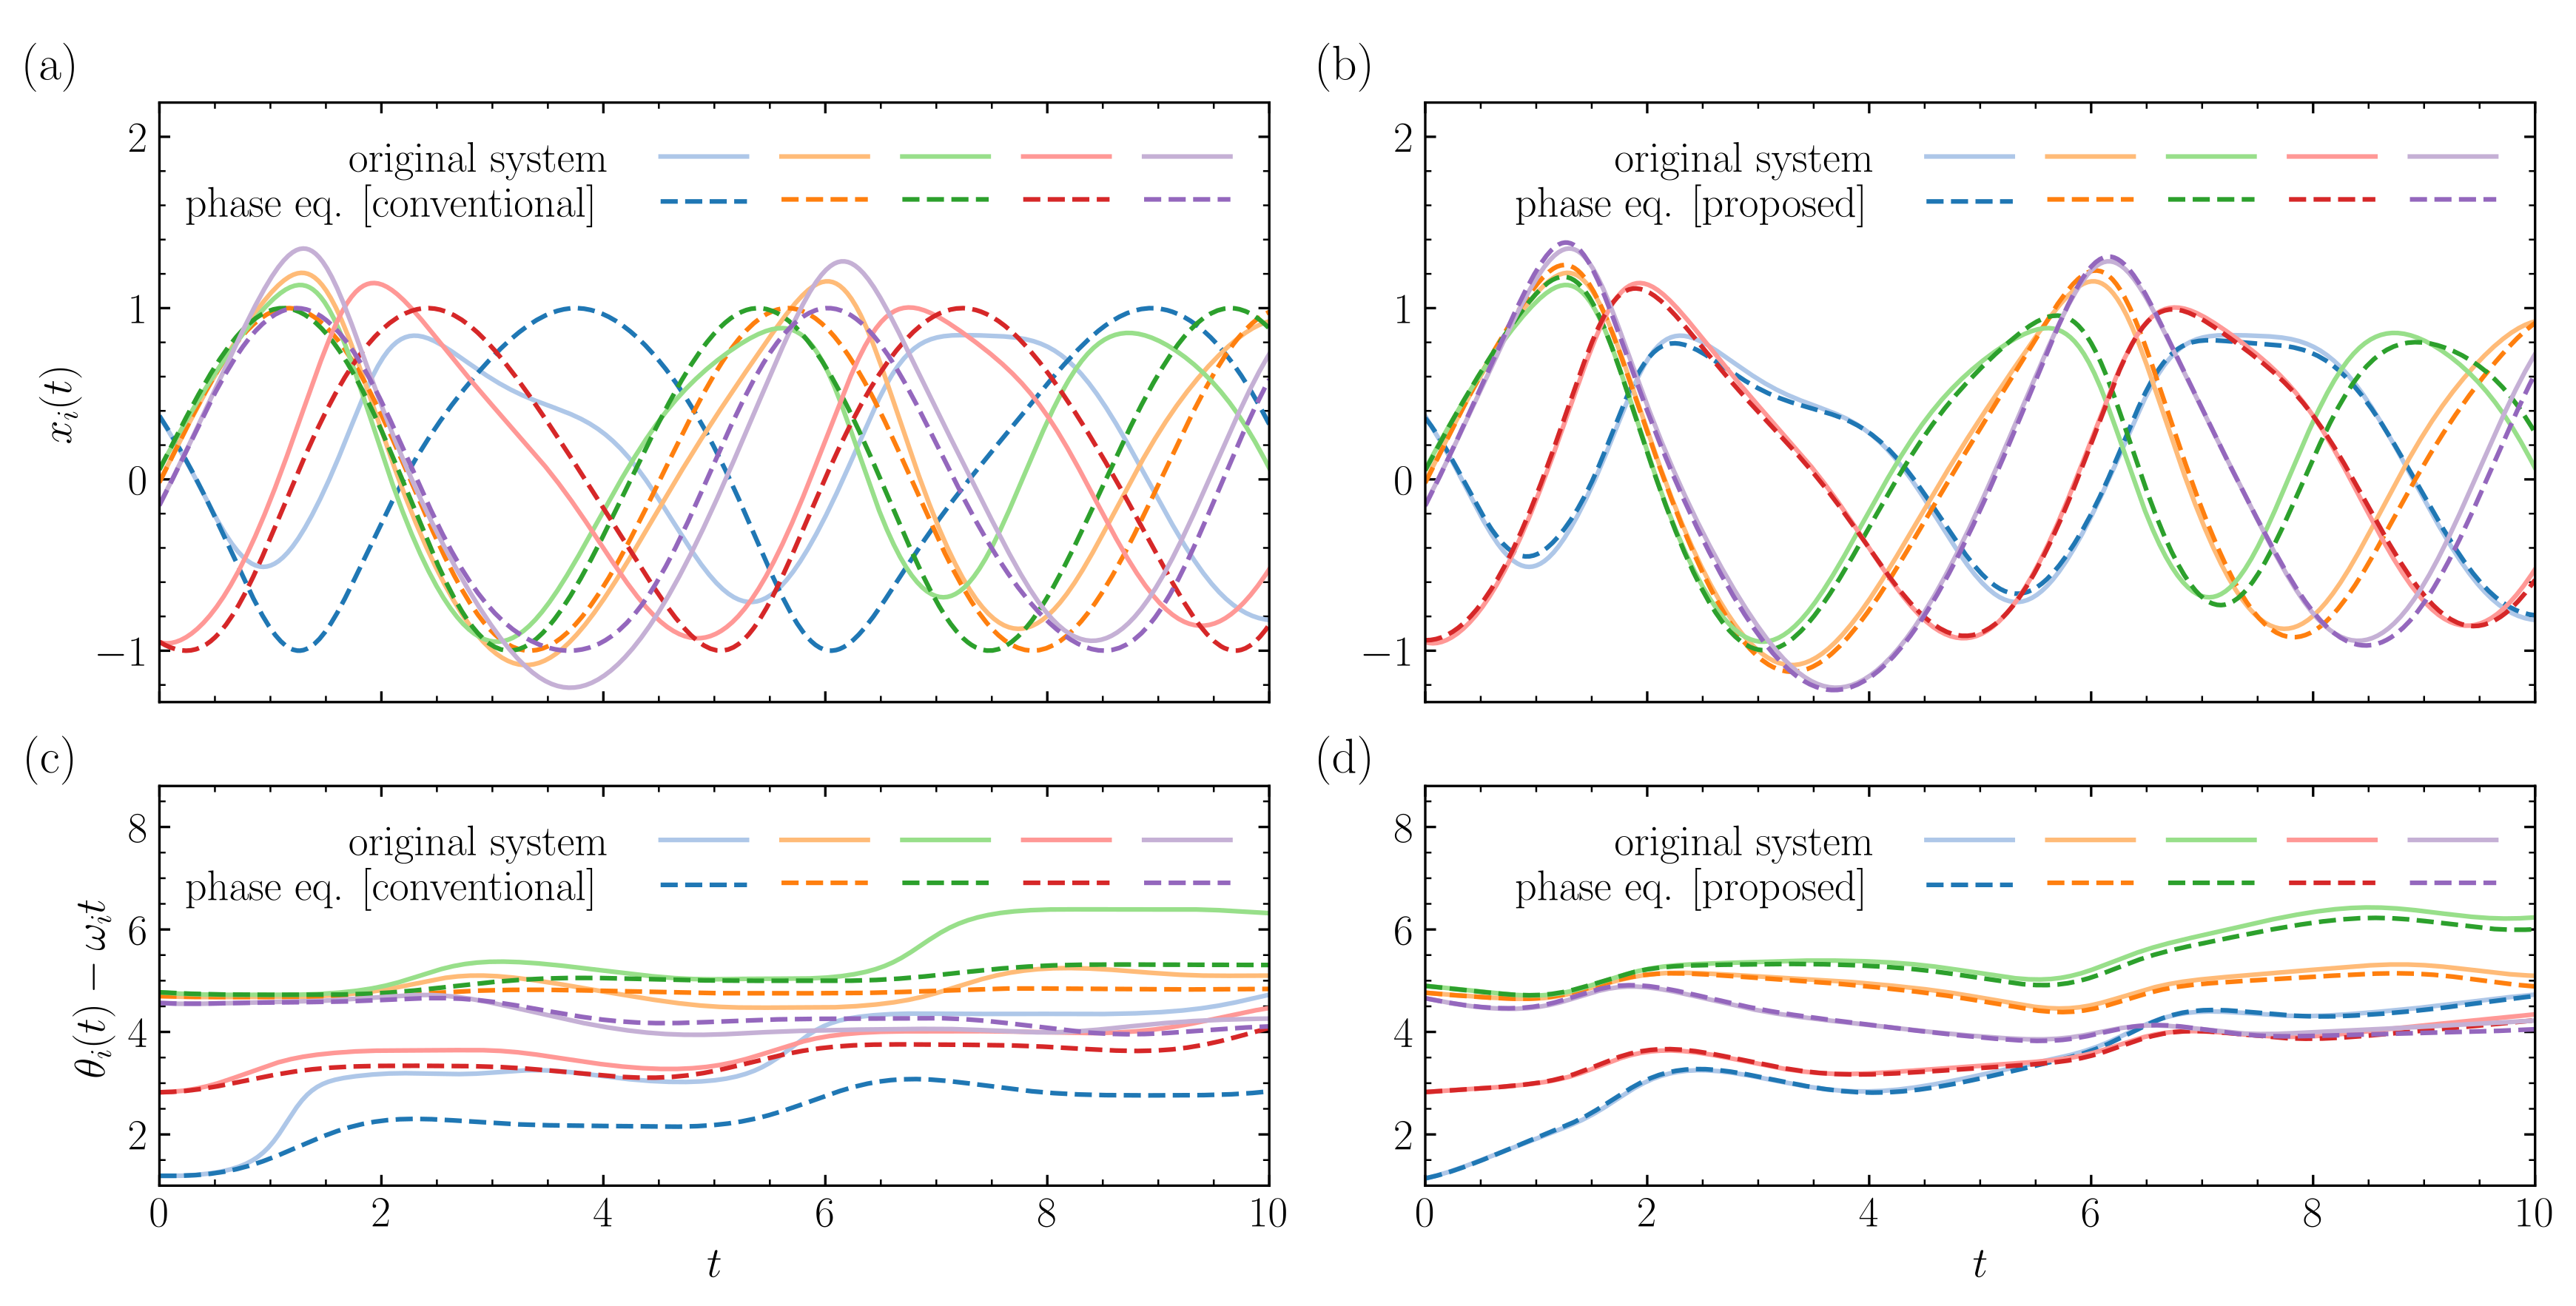 (a)
2
1
0
−1
x_i(t)
original system
phase eq. [conventional]
(b)
2
1
0
−1
original system
phase eq. [proposed]
(c)
8
6
4
2
θ_i(t) − ω_i t
original system
phase eq. [conventional]
0 2 4 6 8 10
t
(d)
8
6
4
2
original system
phase eq. [proposed]
0 2 4 6 8 10
t